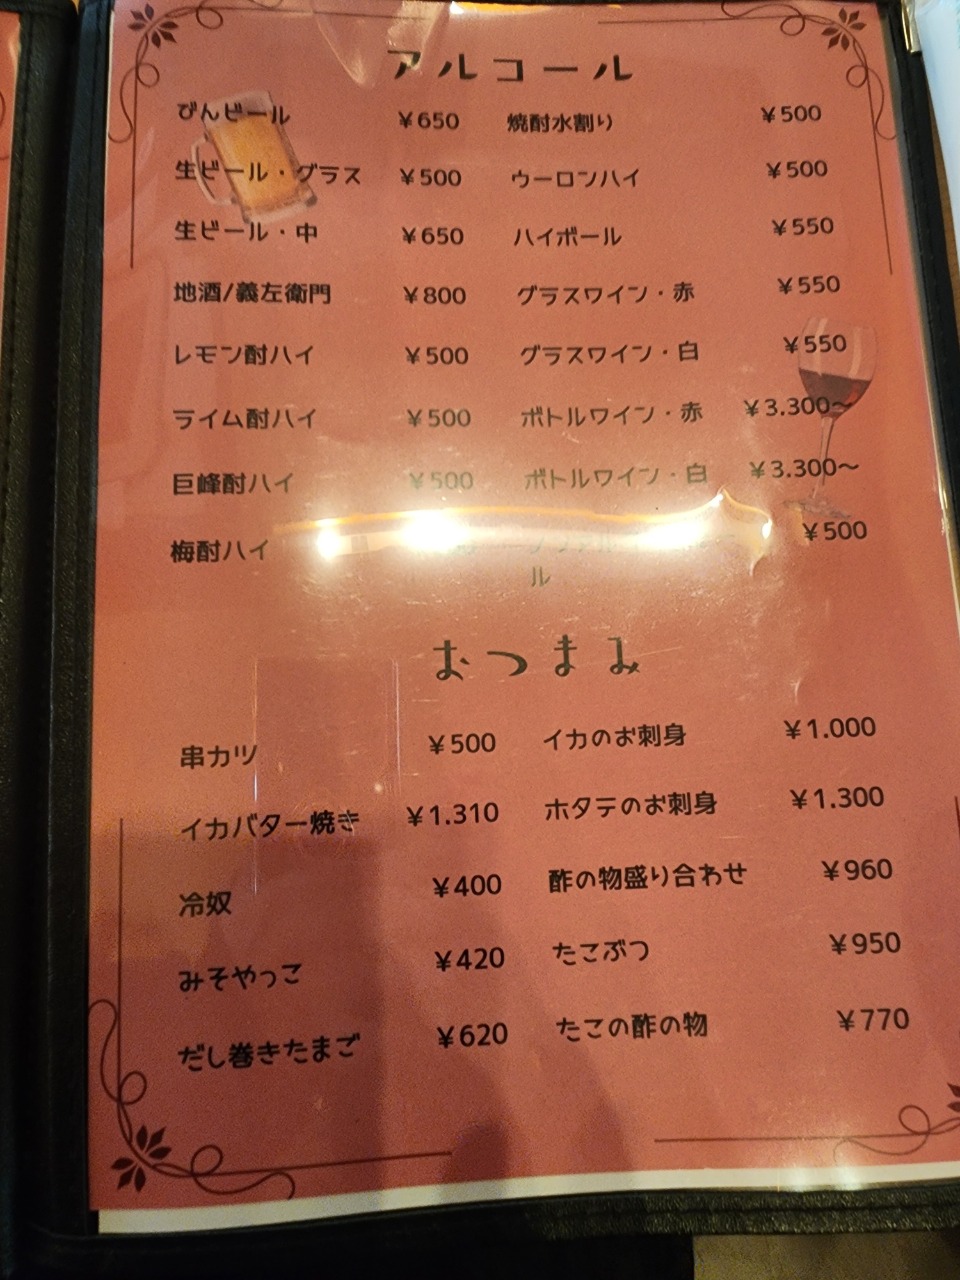 アルコール
びんビール ¥650 焼酎水割り ¥500
生ビール・グラス ¥500 ウーロンハイ ¥500
生ビール・中 ¥650 ハイボール ¥550
地酒/義左衛門 ¥800 グラスワイン・赤 ¥550
レモン酎ハイ ¥500 グラスワイン・白 ¥550
ライム酎ハイ ¥500 ボトルワイン・赤 ¥3.300~
巨峰酎ハイ ¥500 ボトルワイン・白 ¥3.300~
梅酎ハイ ¥500
ル
おつまみ
串カツ ¥500 イカのお刺身 ¥1.000
イカバター焼き ¥1.310 ホタテのお刺身 ¥1.300
冷奴 ¥400 酢の物盛り合わせ ¥960
みそやっこ ¥420 たこぶつ ¥950
だし巻きたまご ¥620 たこの酢の物 ¥770